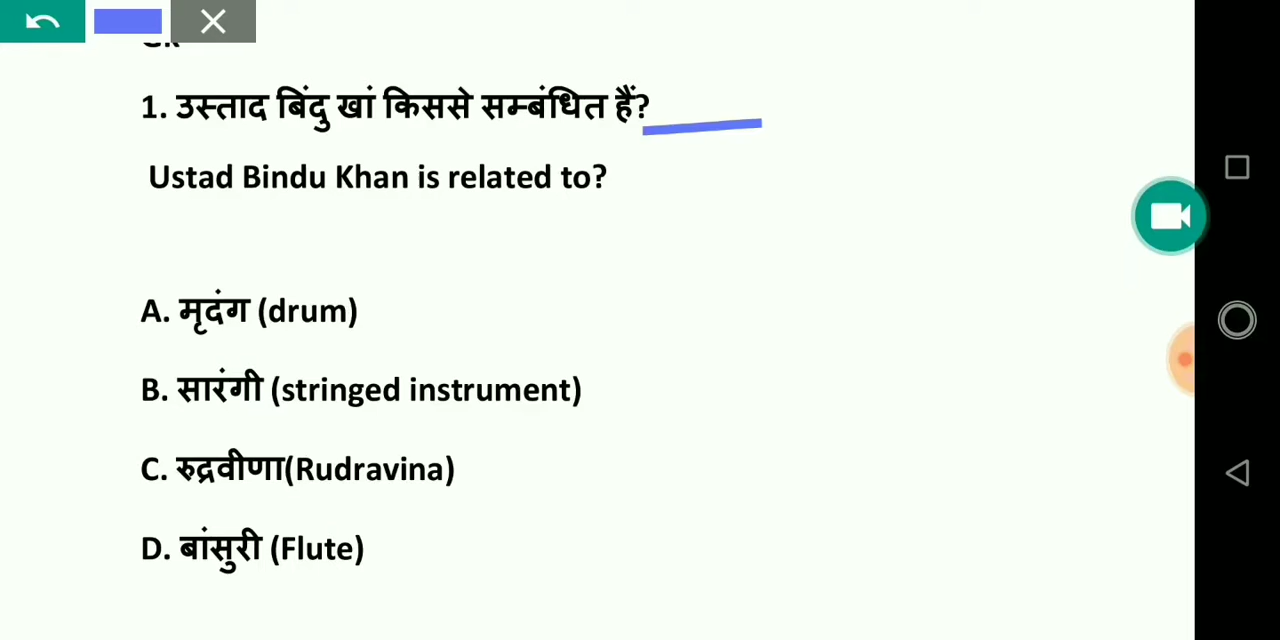 1. उस्ताद बिंदु खां किससे सम्बंधित हैं?
Ustad Bindu Khan is related to?
A. मृदंग (drum)
B. सारंगी (stringed instrument)
C. रुद्रवीणा(Rudravina)
D. बांसुरी (Flute)